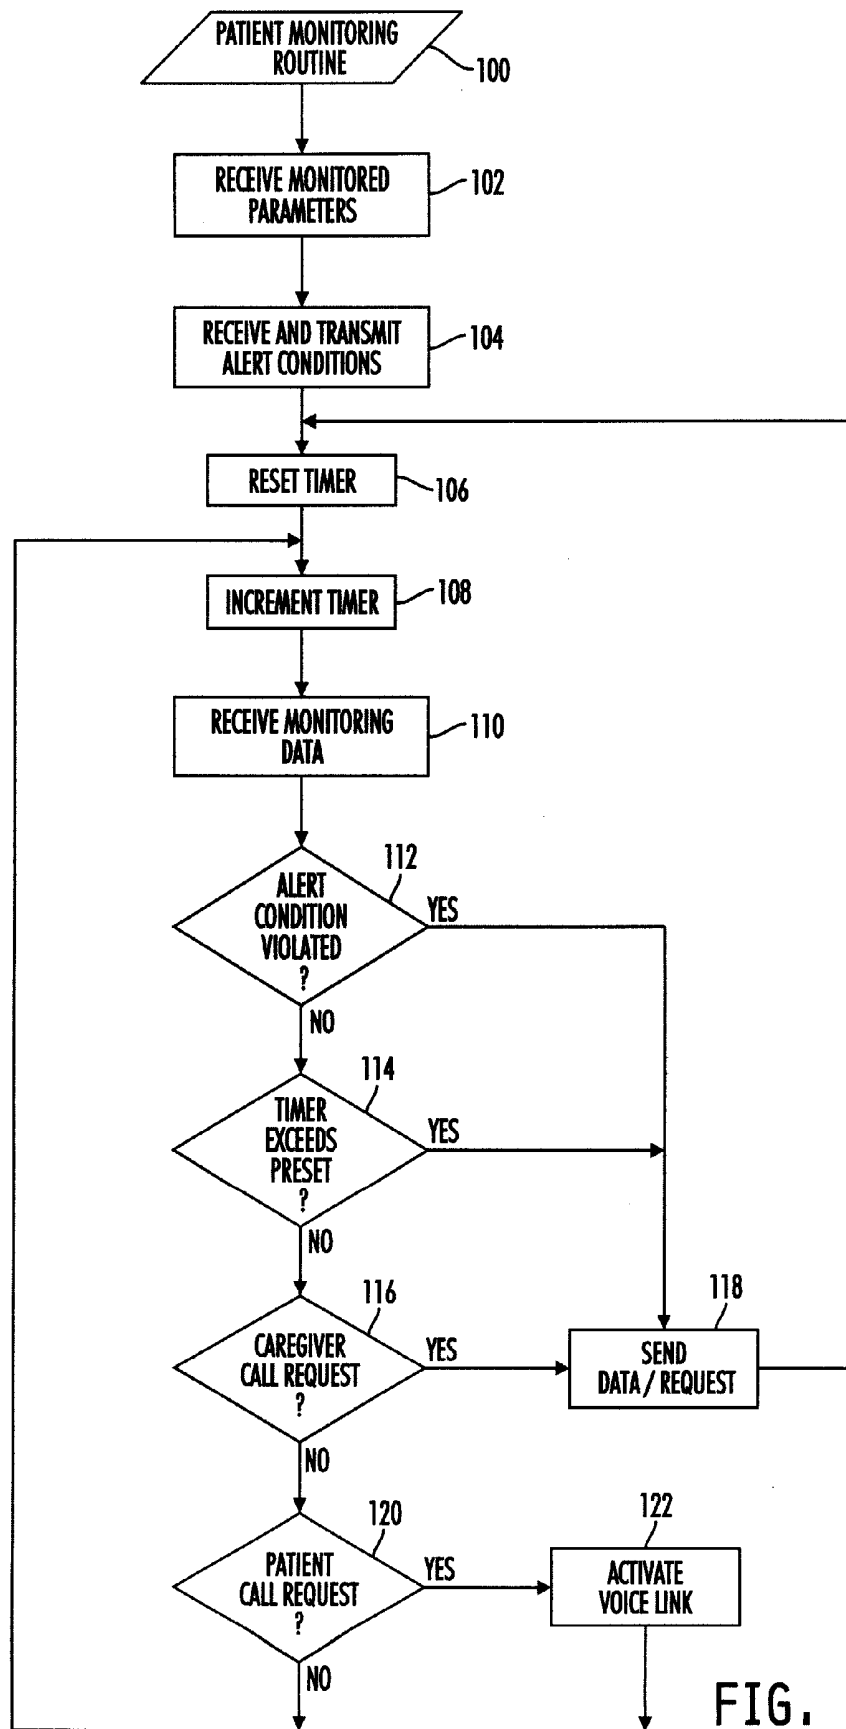 PATIENT MONITORING
ROUTINE
100
RECEIVE MONITORED
PARAMETERS
102
RECEIVE AND TRANSMIT
ALERT CONDITIONS
104
RESET TIMER
106
INCREMENT TIMER
108
RECEIVE MONITORING
DATA
110
ALERT
CONDITION
VIOLATED
?
112
YES
NO
TIMER
EXCEEDS
PRESET
?
114
YES
NO
CAREGIVER
CALL REQUEST
?
116
YES
SEND
DATA / REQUEST
118
NO
PATIENT
CALL REQUEST
?
120
YES
ACTIVATE
VOICE LINK
122
NO
FIG.